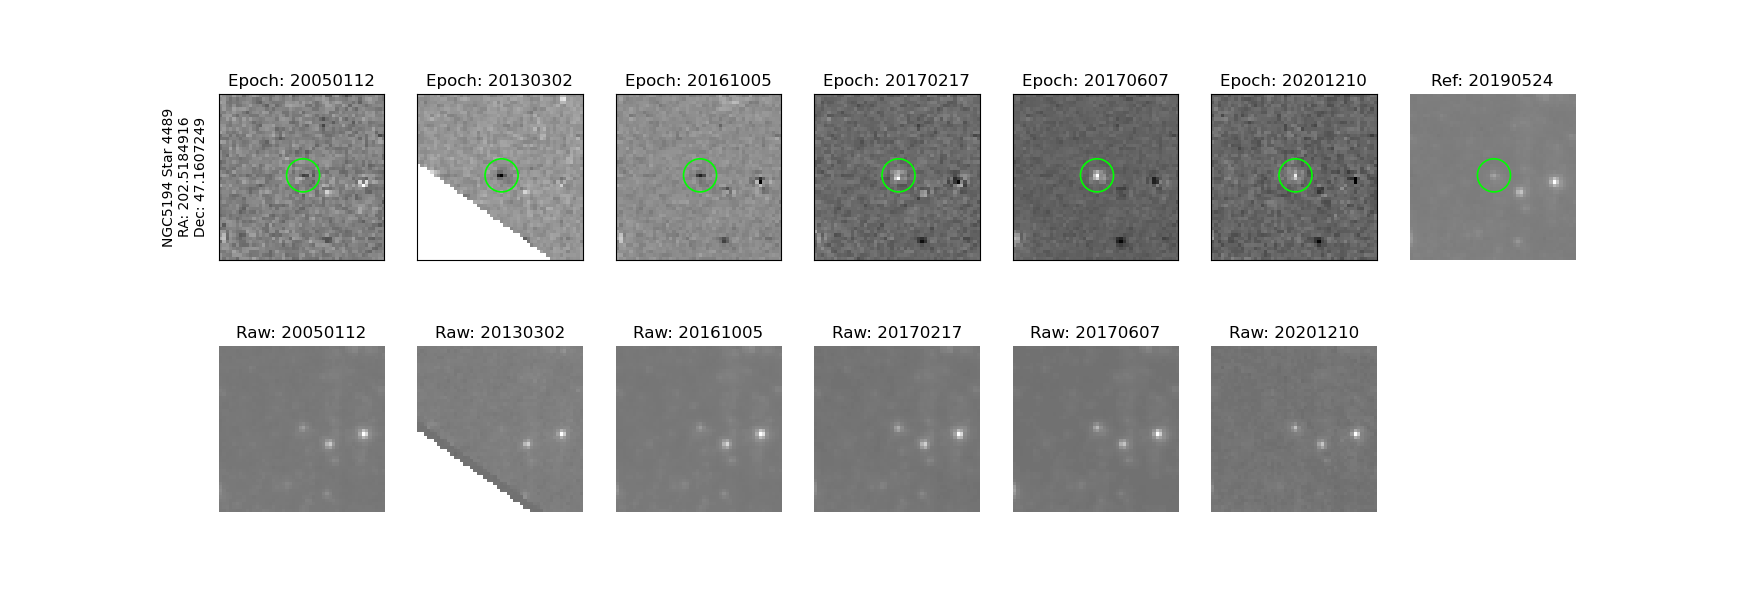 Epoch: 20050112
Epoch: 20130302
Epoch: 20161005
Epoch: 20170217
Epoch: 20170607
Epoch: 20201210
Ref: 20190524
NGC5194 Star 4489
RA: 202.5184916
Dec: 47.1607249
Raw: 20050112
Raw: 20130302
Raw: 20161005
Raw: 20170217
Raw: 20170607
Raw: 20201210